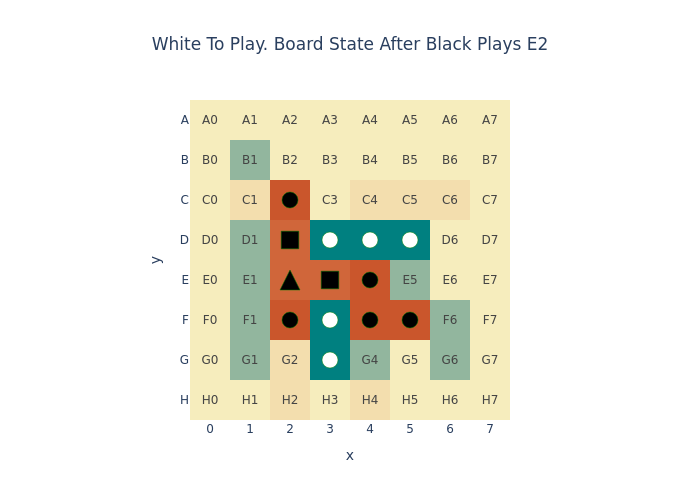 White To Play. Board State After Black Plays E2
A A0 A1 A2 A3 A4 A5 A6 A7
B B0 B1 B2 B3 B4 B5 B6 B7
C C0 C1 C3 C4 C5 C6 C7
D D0 D1 D6 D7
E E0 E1 E5 E6 E7
F F0 F1 F6 F7
G G0 G1 G2 G4 G5 G6 G7
H H0 H1 H2 H3 H4 H5 H6 H7
0 1 2 3 4 5 6 7
x
y